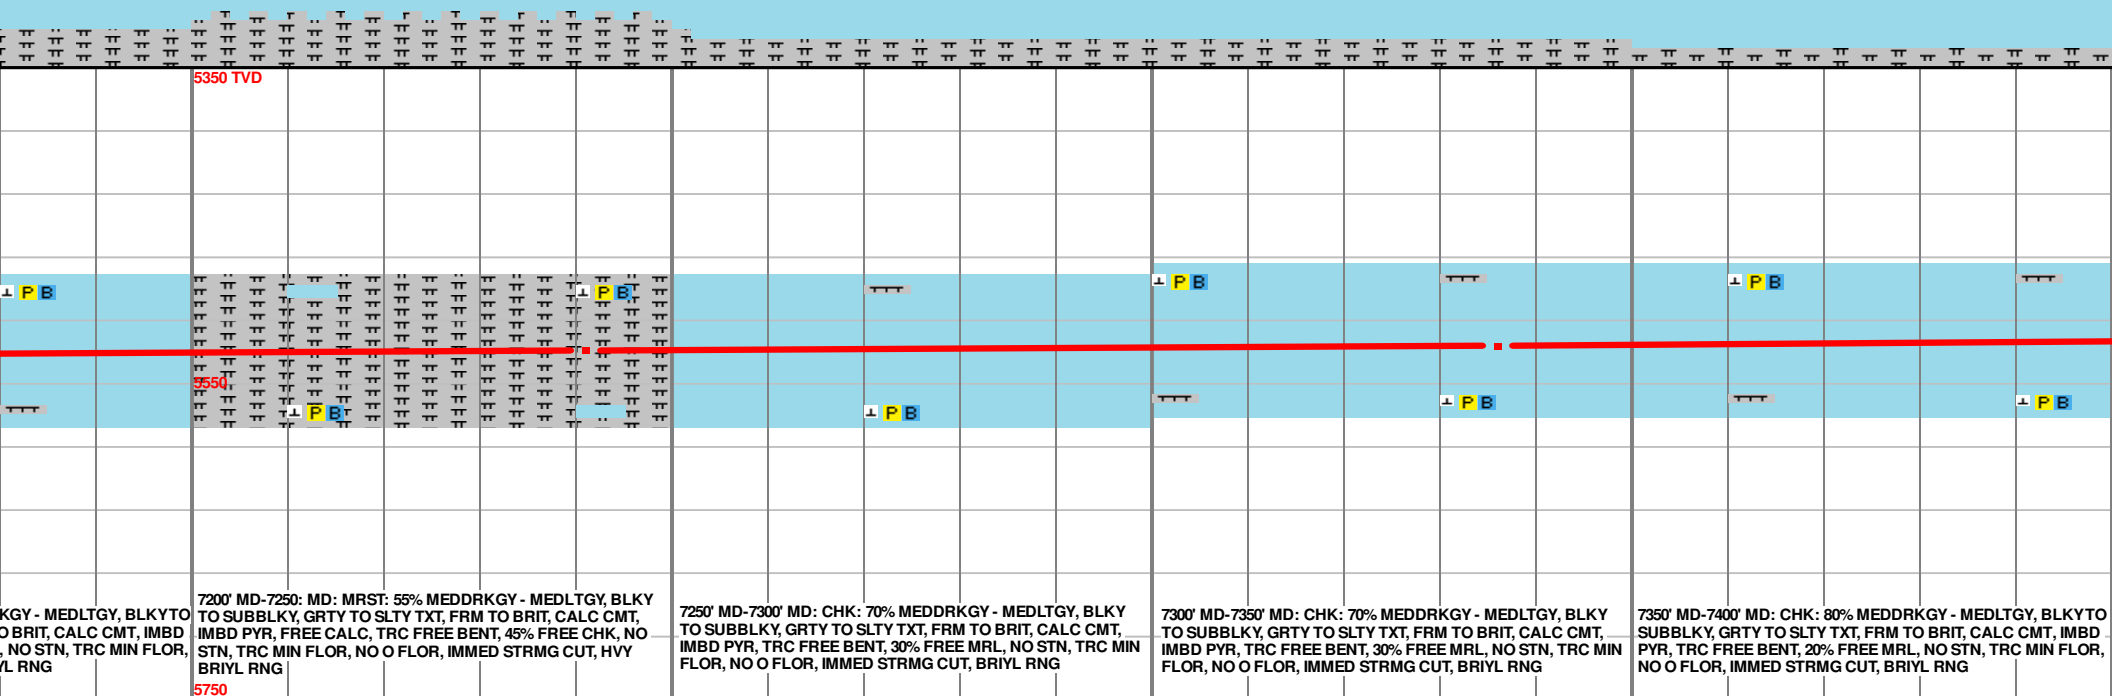 5350 TVD
P B
P B
P B
P B
5550
P B
P B
P B
P B
KGY - MEDLTGY, BLKY TO
O BRIT, CALC CMT, IMBD
, NO STN, TRC MIN FLOR,
YL RNG
7200' MD-7250: MD: MRST: 55% MEDDRKGY - MEDLTGY, BLKY
TO SUBBLKY, GRTY TO SLTY TXT, FRM TO BRIT, CALC CMT,
IMBD PYR, FREE CALC, TRC FREE BENT, 45% FREE CHK, NO
STN, TRC MIN FLOR, NO O FLOR, IMMED STRMG CUT, HVY
BRIYL RNG
7250' MD-7300' MD: CHK: 70% MEDDRKGY - MEDLTGY, BLKY
TO SUBBLKY, GRTY TO SLTY TXT, FRM TO BRIT, CALC CMT,
IMBD PYR, TRC FREE BENT, 30% FREE MRL, NO STN, TRC MIN
FLOR, NO O FLOR, IMMED STRMG CUT, BRIYL RNG
7300' MD-7350' MD: CHK: 70% MEDDRKGY - MEDLTGY, BLKY
TO SUBBLKY, GRTY TO SLTY TXT, FRM TO BRIT, CALC CMT,
IMBD PYR, TRC FREE BENT, 30% FREE MRL, NO STN, TRC MIN
FLOR, NO O FLOR, IMMED STRMG CUT, BRIYL RNG
7350' MD-7400' MD: CHK: 80% MEDDRKGY - MEDLTGY, BLKY TO
SUBBLKY, GRTY TO SLTY TXT, FRM TO BRIT, CALC CMT, IMBD
PYR, TRC FREE BENT, 20% FREE MRL, NO STN, TRC MIN FLOR,
NO O FLOR, IMMED STRMG CUT, BRIYL RNG
5750